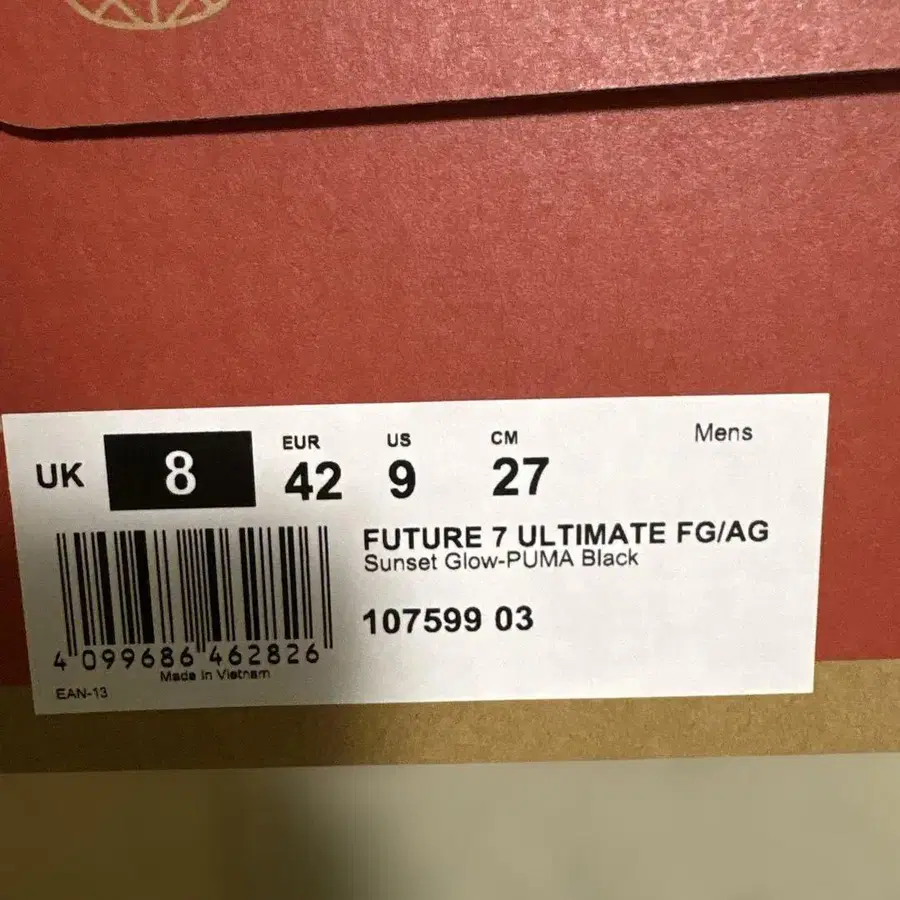 Mens
UK 8 EUR 42 US 9 CM 27
FUTURE 7 ULTIMATE FG/AG
Sunset Glow-PUMA Black
107599 03
4 099686 462826
Made in Vietnam
EAN-13